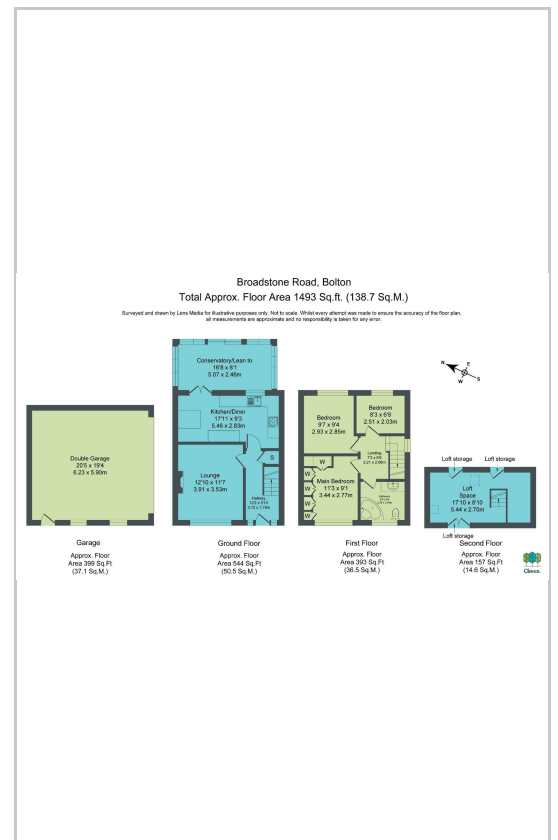 Broadstone Road, Bolton
Total Approx. Floor Area 1493 Sq.ft. (138.7 Sq.M.)
Surveyed and drawn by Lens Media for illustrative purposes only. Not to scale. Whilst every attempt was made to ensure the accuracy of the floor plan,
all measurements are approximate and no responsibility is taken for any error.
N
E
W
S
Double Garage
20'5 x 19'4
6.23 x 5.90m
Garage
Approx. Floor
Area 399 Sq.Ft
(37.1 Sq.M.)
Conservatory/Lean to
16'8 x 8'1
5.07 x 2.46m
Kitchen/Diner
17'11 x 9'3
5.46 x 2.83m
S
Lounge
12'10 x 11'7
3.91 x 3.53m
Hallway
Ground Floor
Approx. Floor
Area 544 Sq.Ft
(50.5 Sq.M.)
Bedroom
9'7 x 9'4
2.93 x 2.85m
Bedroom
8'3 x 6'8
2.51 x 2.03m
Landing
W
W
W
W
W
Main Bedroom
11'3 x 9'1
3.44 x 2.77m
Bathroom
First Floor
Approx. Floor
Area 393 Sq.Ft
(36.5 Sq.M.)
Loft storage
Loft storage
Loft
Space
17'10 x 8'10
5.44 x 2.70m
Loft storage
Second Floor
Approx. Floor
Area 157 Sq.Ft
(14.6 Sq.M.)